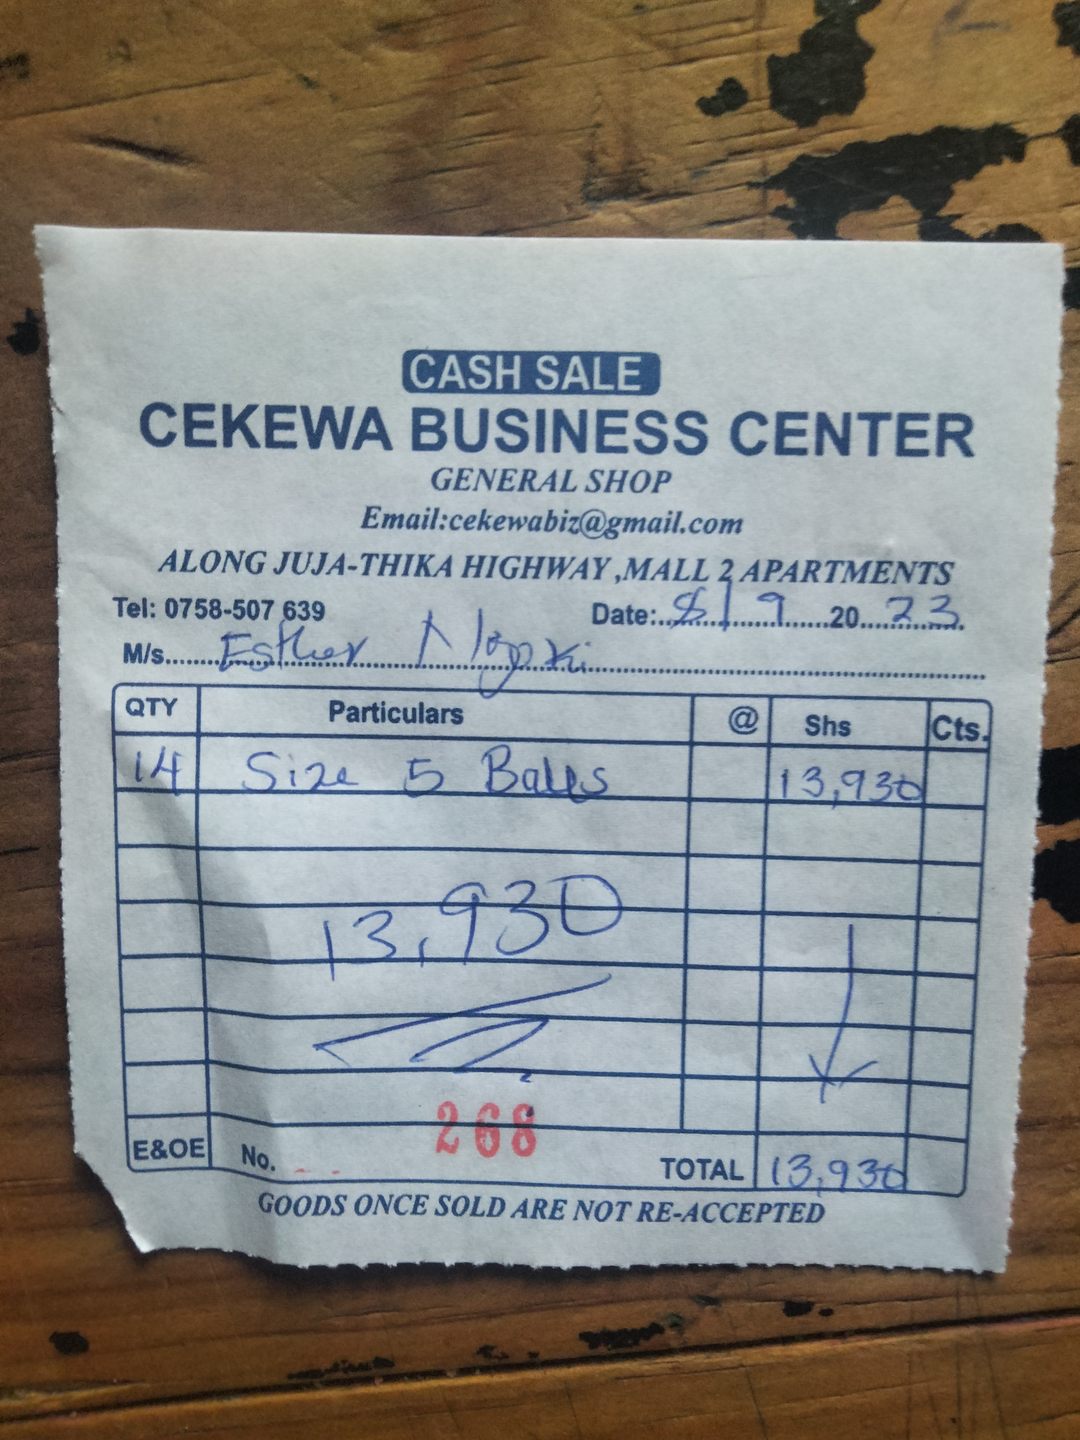 CASH SALE
CEKEWA BUSINESS CENTER
GENERAL SHOP
Email:cekewabiz@gmail.com
ALONG JUJA-THIKA HIGHWAY ,MALL 2 APARTMENTS
Tel: 0758-507 639 Date: 8/9 2023
M/s Esther
QTY Particulars @ Shs Cts.
14 Size 5 Balls 13,930
13,930
268
E&OE No. TOTAL 13,930
GOODS ONCE SOLD ARE NOT RE-ACCEPTED